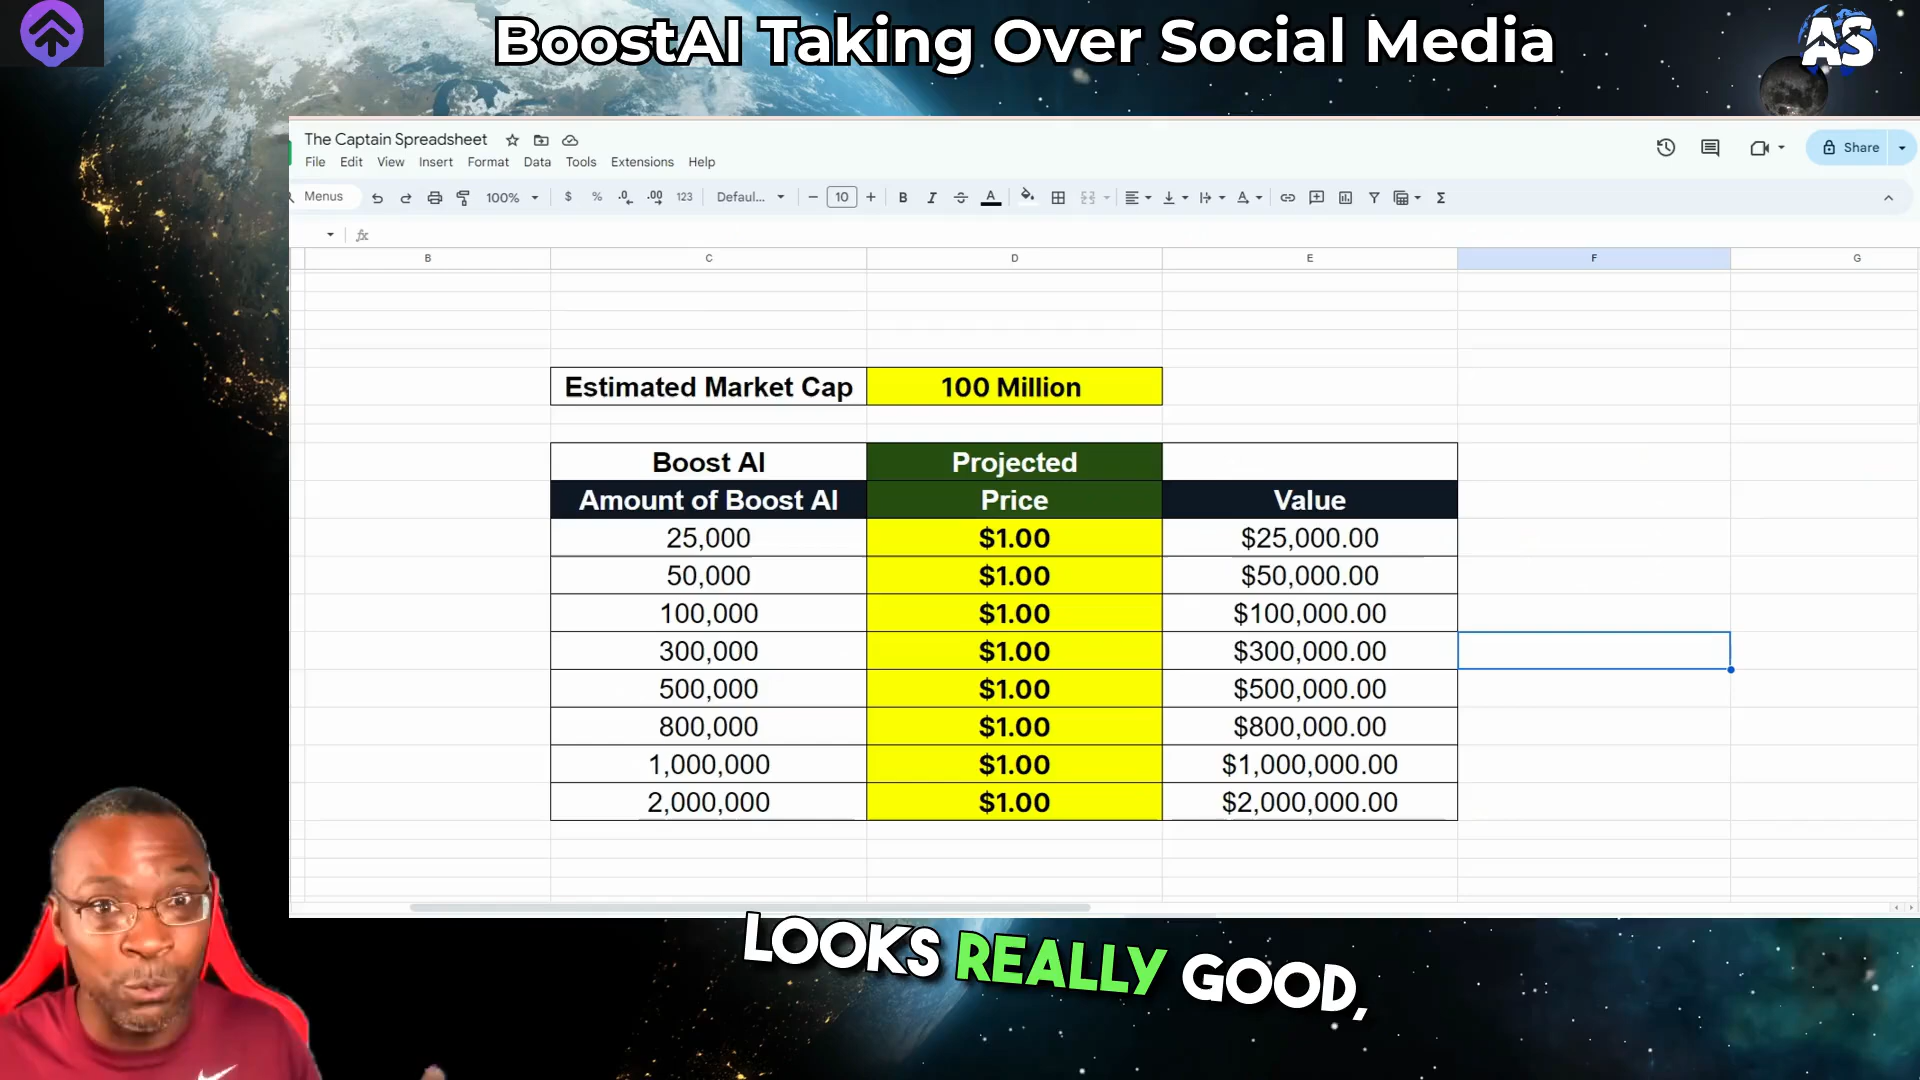 BoostAI Taking Over Social Media
AS
The Captain Spreadsheet
Share
File Edit View Insert Format Data Tools Extensions Help
Menus 100% $ % .0 .00 123 Defaul... − 10 + B I S A Σ
fx
B C D E F G
Estimated Market Cap 100 Million
Boost AI Projected
Amount of Boost AI Price Value
25,000 $1.00 $25,000.00
50,000 $1.00 $50,000.00
100,000 $1.00 $100,000.00
300,000 $1.00 $300,000.00
500,000 $1.00 $500,000.00
800,000 $1.00 $800,000.00
1,000,000 $1.00 $1,000,000.00
2,000,000 $1.00 $2,000,000.00
LOOKS REALLY GOOD,